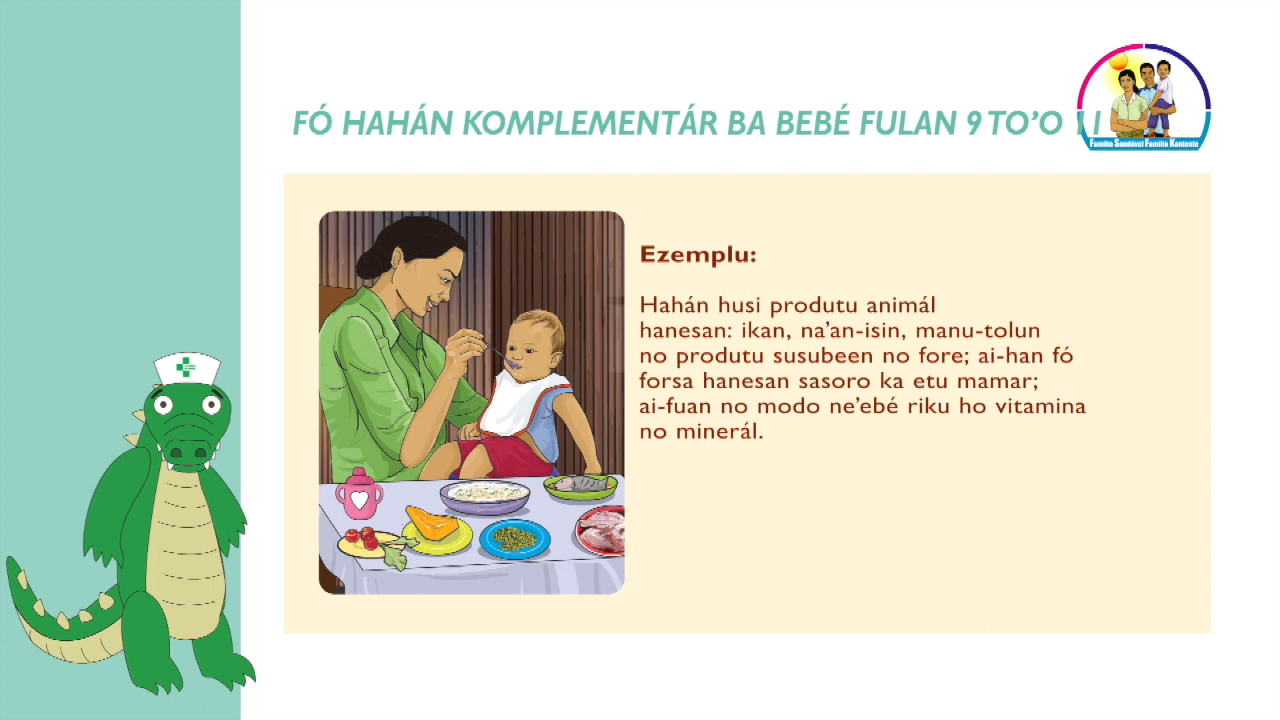 FÓ HAHÁN KOMPLEMENTÁR BA BEBÉ FULAN 9 TO'O 11
Família Saudável Família Kontente
Ezemplu:
Hahán husi produtu animál
hanesan: ikan, na'an-isin, manu-tolun
no produtu susubeen no fore; ai-han fó
forsa hanesan sasoro ka etu mamar;
ai-fuan no modo ne'ebé riku ho vitamina
no minerál.